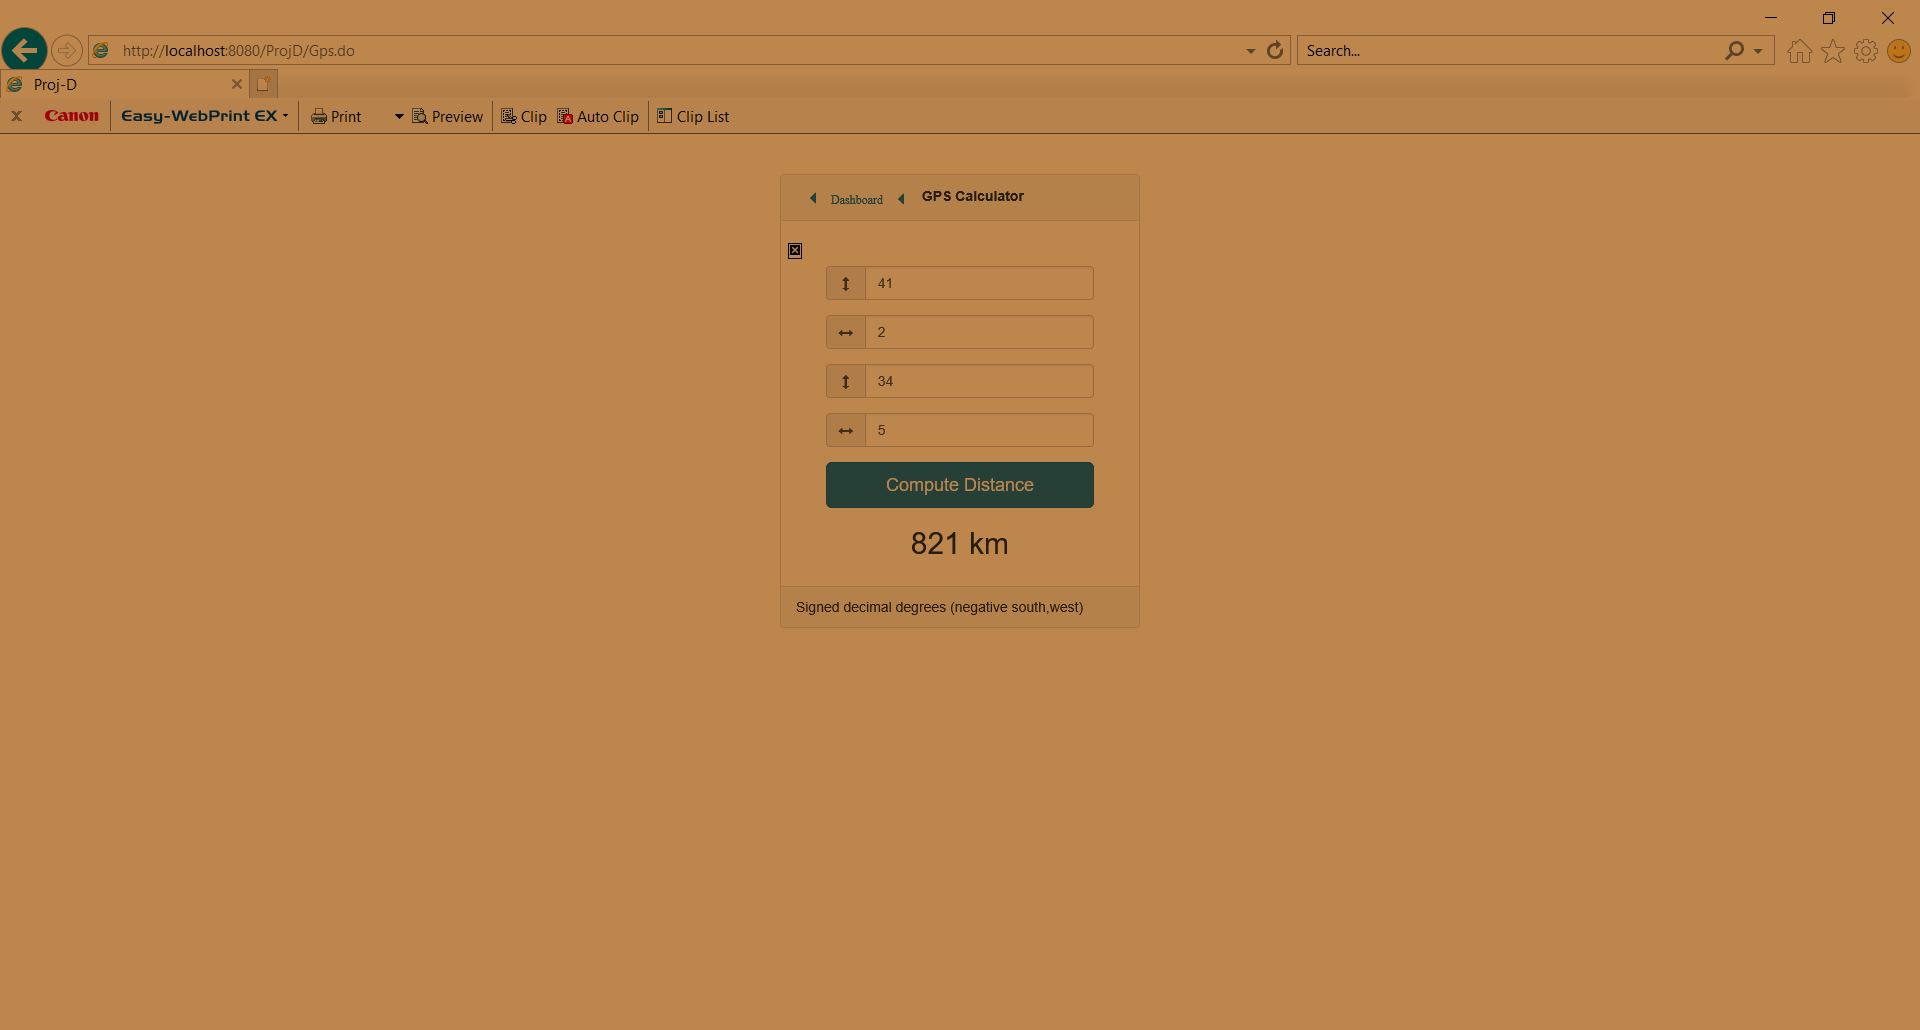 http://localhost:8080/ProjD/Gps.do
Search...
Proj-D
x Canon Easy-WebPrint EX Print Preview Clip Auto Clip Clip List
Dashboard GPS Calculator
41
2
34
5
Compute Distance
821 km
Signed decimal degrees (negative south,west)